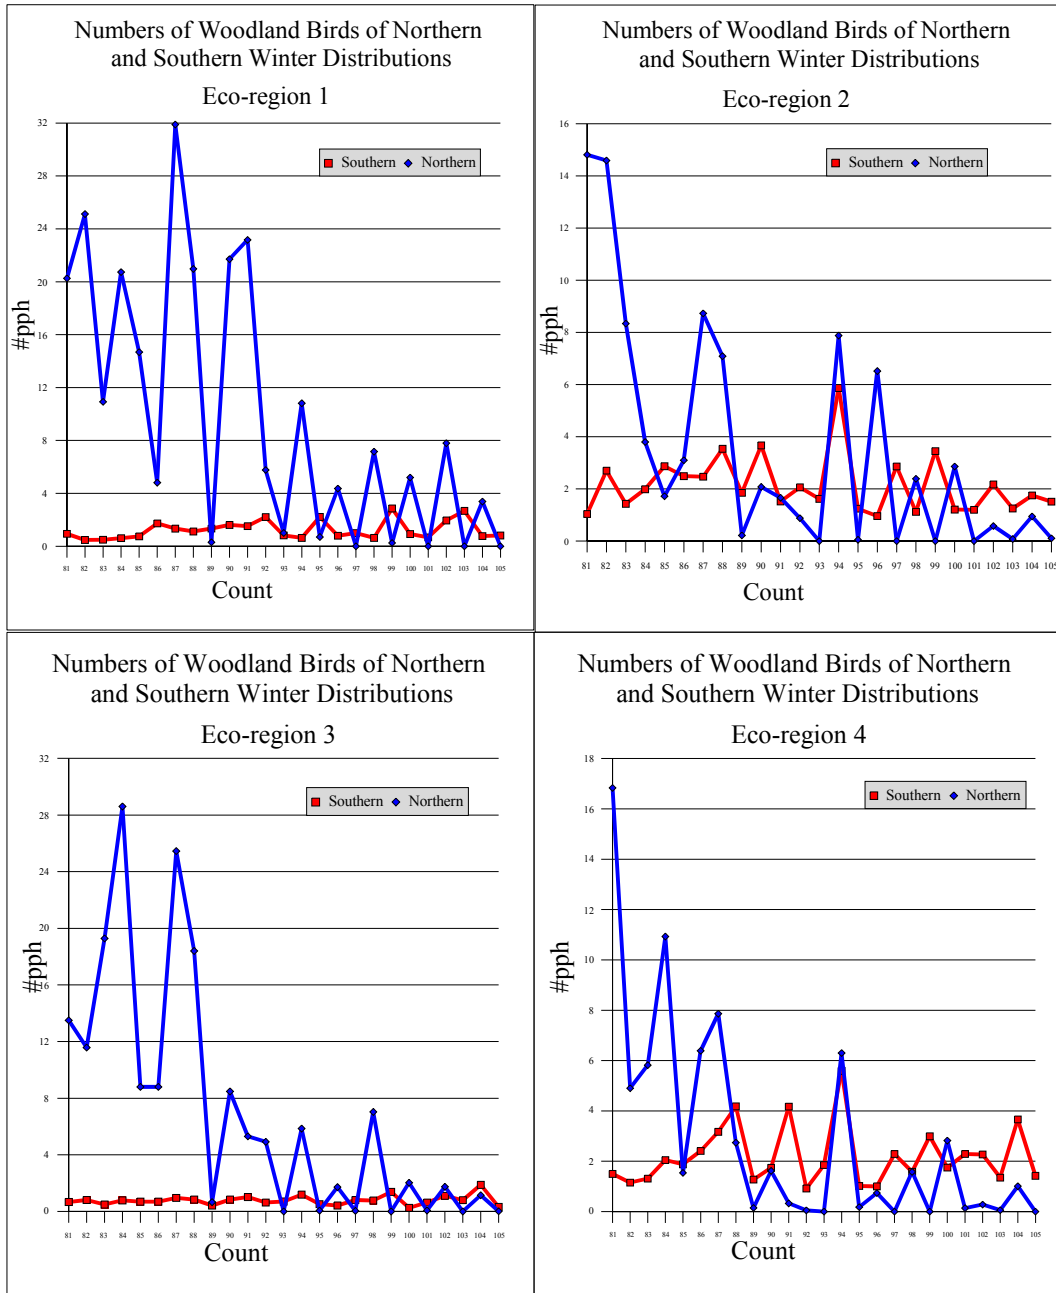 Numbers of Woodland Birds of Northern
and Southern Winter Distributions
Eco-region 1
32
28
24
20
16
12
8
4
0
#pph
Southern Northern
81 82 83 84 85 86 87 88 89 90 91 92 93 94 95 96 97 98 99 100 101 102 103 104 105
Count
Numbers of Woodland Birds of Northern
and Southern Winter Distributions
Eco-region 2
16
14
12
10
8
6
4
2
0
#pph
Southern Northern
81 82 83 84 85 86 87 88 89 90 91 92 93 94 95 96 97 98 99 100 101 102 103 104 105
Count
Numbers of Woodland Birds of Northern
and Southern Winter Distributions
Eco-region 3
32
28
24
20
16
12
8
4
0
#pph
Southern Northern
81 82 83 84 85 86 87 88 89 90 91 92 93 94 95 96 97 98 99 100 101 102 103 104 105
Count
Numbers of Woodland Birds of Northern
and Southern Winter Distributions
Eco-region 4
18
16
14
12
10
8
6
4
2
0
#pph
Southern Northern
81 82 83 84 85 86 87 88 89 90 91 92 93 94 95 96 97 98 99 100 101 102 103 104 105
Count